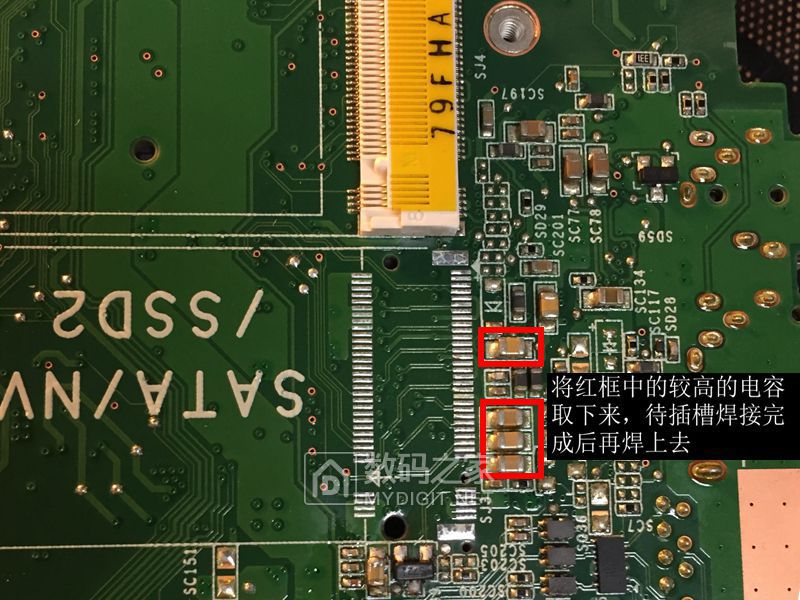 79FHA
SJ4
SC197
SD29
SC201
SC77
SC78
SD59
SC134
SC117
SD28
/SSD2
SATA/NV
将红框中的较高的电容
取下来，待插槽焊接完
成后再焊上去
数码之家
MYDIGIT.NET
SJ3
SC7
SD36
SC151
SC205
SC203